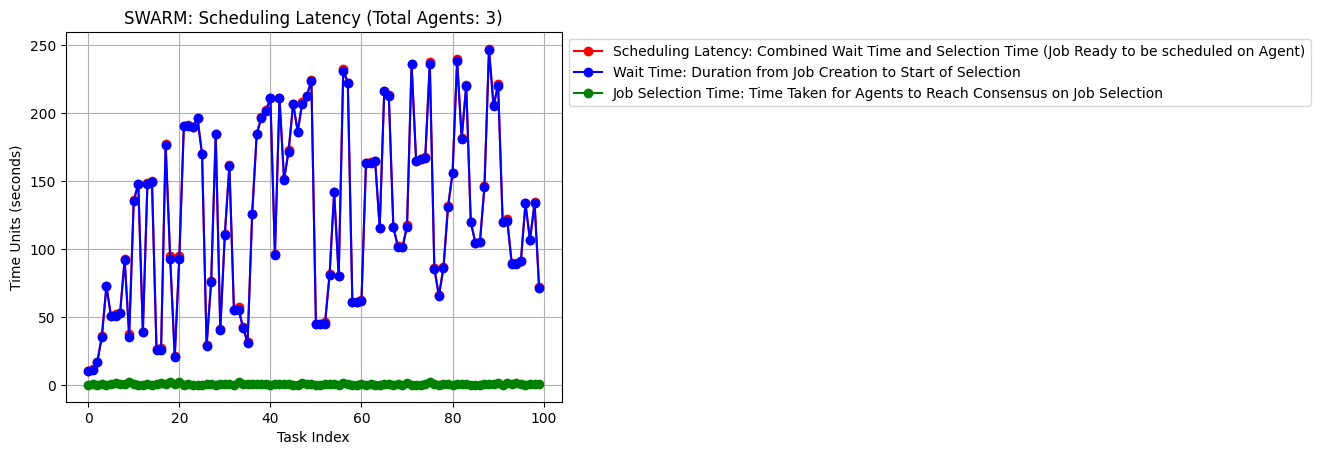 SWARM: Scheduling Latency (Total Agents: 3)
Scheduling Latency: Combined Wait Time and Selection Time (Job Ready to be scheduled on Agent)
Wait Time: Duration from Job Creation to Start of Selection
Job Selection Time: Time Taken for Agents to Reach Consensus on Job Selection
Time Units (seconds)
250
200
150
100
50
0
0 20 40 60 80 100
Task Index